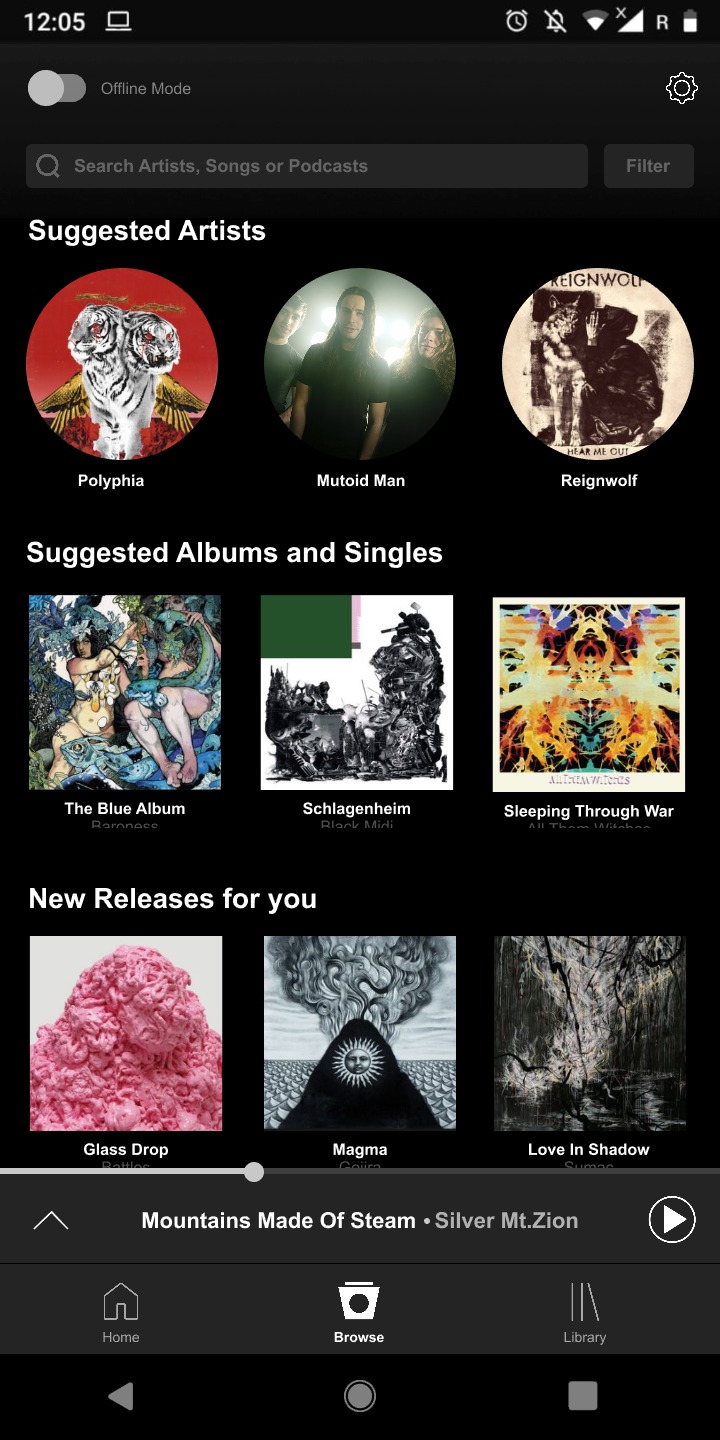 12:05
X
R
Offline Mode
Search Artists, Songs or Podcasts
Filter
Suggested Artists
REIGNWOLF
HEAR ME OUT
Polyphia
Mutoid Man
Reignwolf
Suggested Albums and Singles
All Them Witches
The Blue Album
Schlagenheim
Sleeping Through War
Baroness
Black Midi
All Them Witches
New Releases for you
Glass Drop
Magma
Love In Shadow
Battles
Gojira
Sumac
Mountains Made Of Steam • Silver Mt.Zion
Home
Browse
Library